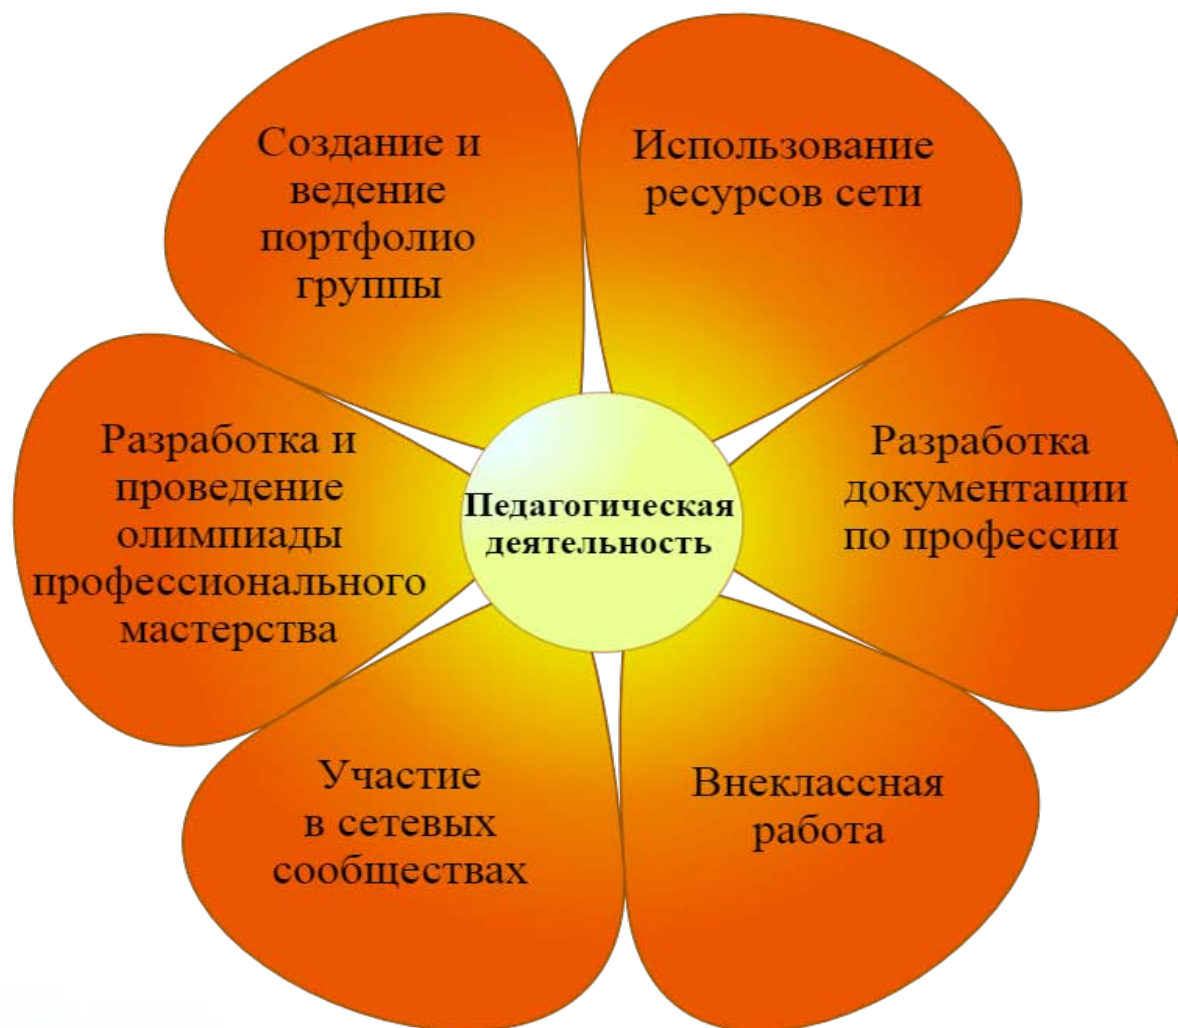 Создание и
ведение
портфолио
группы
Использование
ресурсов сети
Разработка и
проведение
олимпиады
профессионального
мастерства
Педагогическая
деятельность
Разработка
документации
по профессии
Участие
в сетевых
сообществах
Внеклассная
работа